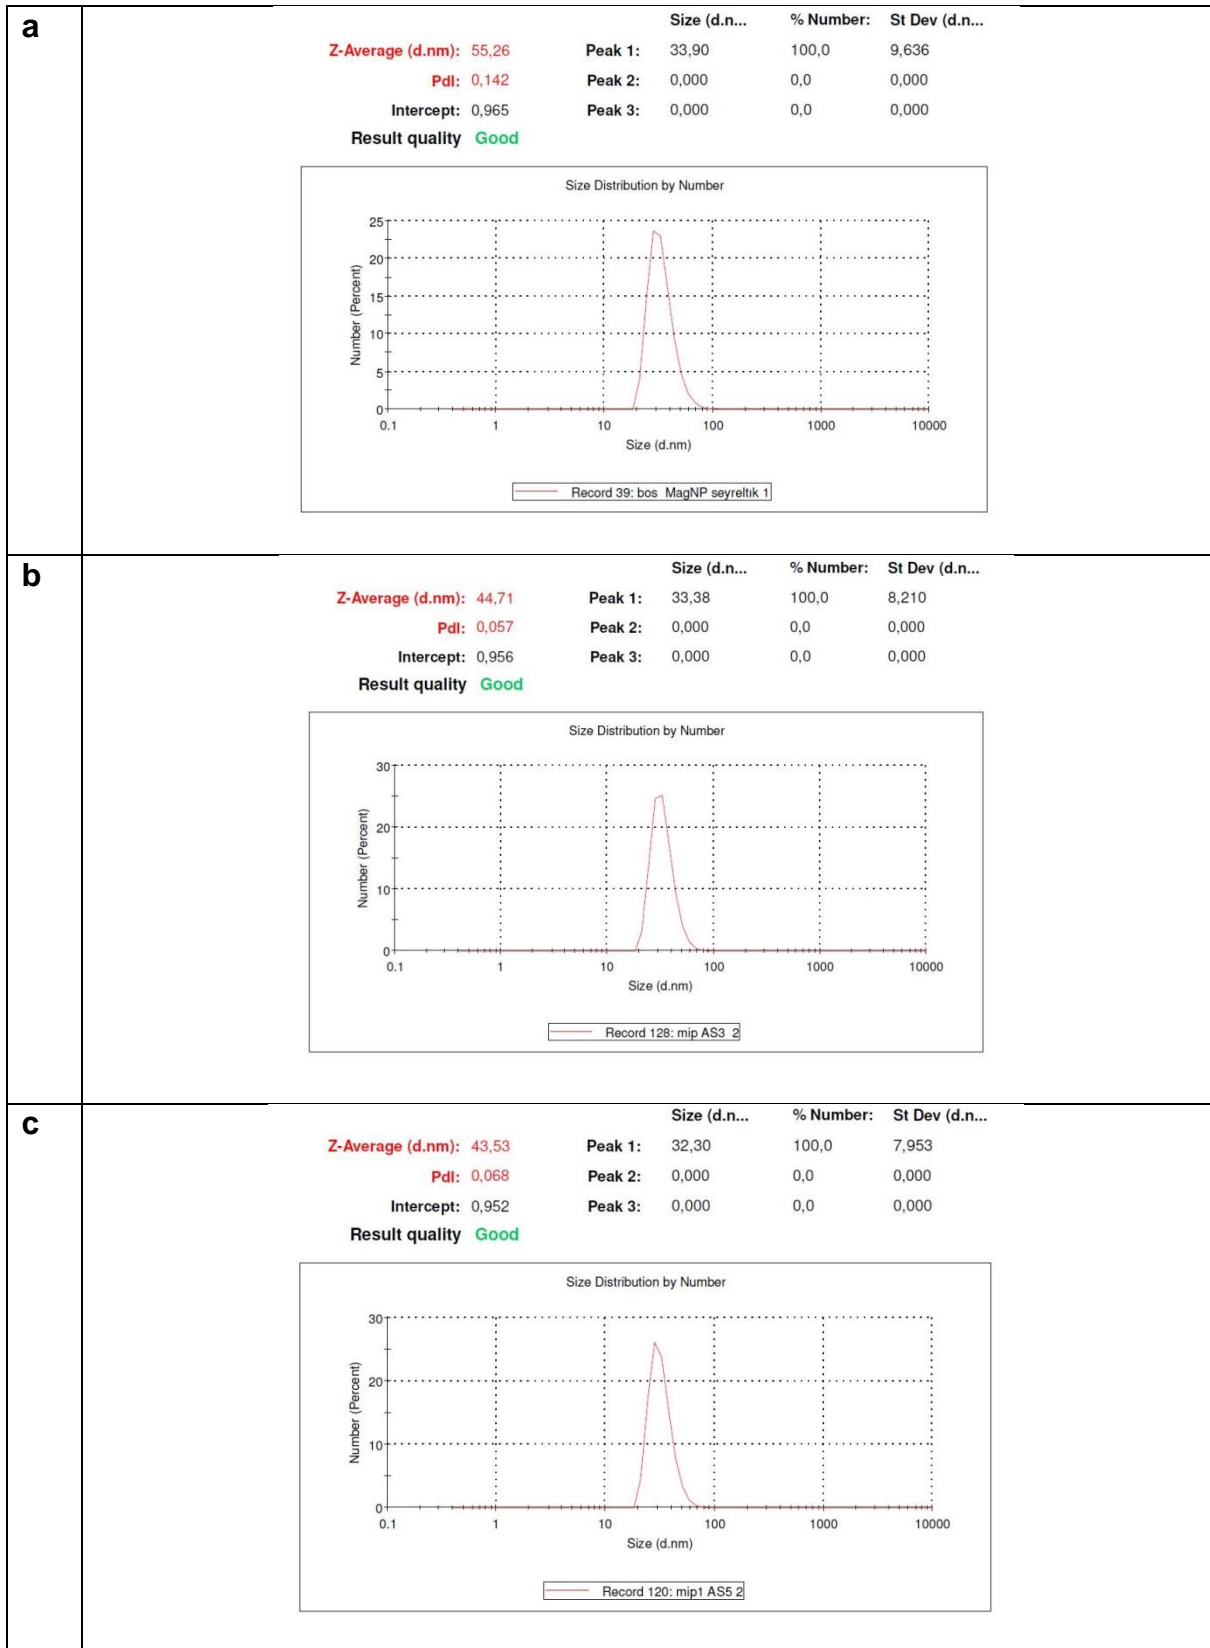 a
Size (d.n... % Number: St Dev (d.n...
Z-Average (d.nm): 55,26 Peak 1: 33,90 100,0 9,636
PdI: 0,142 Peak 2: 0,000 0,0 0,000
Intercept: 0,965 Peak 3: 0,000 0,0 0,000
Result quality Good
Size Distribution by Number
Number (Percent)
25
20
15
10
5
0
0.1 1 10 100 1000 10000
Size (d.nm)
Record 39: bos MagNP seyreltık 1
b
Size (d.n... % Number: St Dev (d.n...
Z-Average (d.nm): 44,71 Peak 1: 33,38 100,0 8,210
PdI: 0,057 Peak 2: 0,000 0,0 0,000
Intercept: 0,956 Peak 3: 0,000 0,0 0,000
Result quality Good
Size Distribution by Number
Number (Percent)
30
20
10
0
0.1 1 10 100 1000 10000
Size (d.nm)
Record 128: mip AS3 2
c
Size (d.n... % Number: St Dev (d.n...
Z-Average (d.nm): 43,53 Peak 1: 32,30 100,0 7,953
PdI: 0,068 Peak 2: 0,000 0,0 0,000
Intercept: 0,952 Peak 3: 0,000 0,0 0,000
Result quality Good
Size Distribution by Number
Number (Percent)
30
20
10
0
0.1 1 10 100 1000 10000
Size (d.nm)
Record 120: mip1 AS5 2